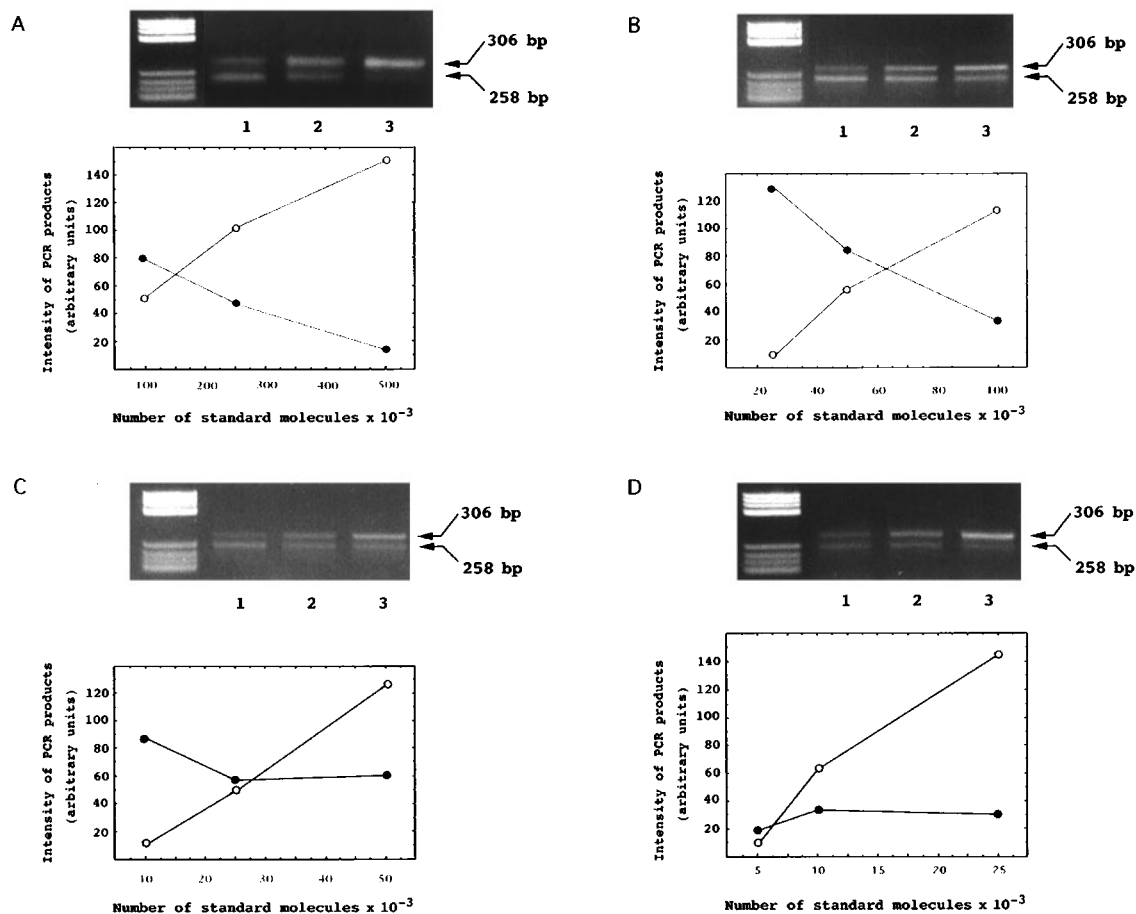 A
306 bp
258 bp
1 2 3
Intensity of PCR products
(arbitrary units)
140
120
100
80
60
40
20
100 200 300 400 500
Number of standard molecules x 10⁻³
B
306 bp
258 bp
1 2 3
Intensity of PCR products
(arbitrary units)
120
100
80
60
40
20
20 40 60 80 100
Number of standard molecules x 10⁻³
C
306 bp
258 bp
1 2 3
Intensity of PCR products
(arbitrary units)
120
100
80
60
40
20
10 20 30 40 50
Number of standard molecules x 10⁻³
D
306 bp
258 bp
1 2 3
Intensity of PCR products
(arbitrary units)
140
120
100
80
60
40
20
5 10 15 20 25
Number of standard molecules x 10⁻³